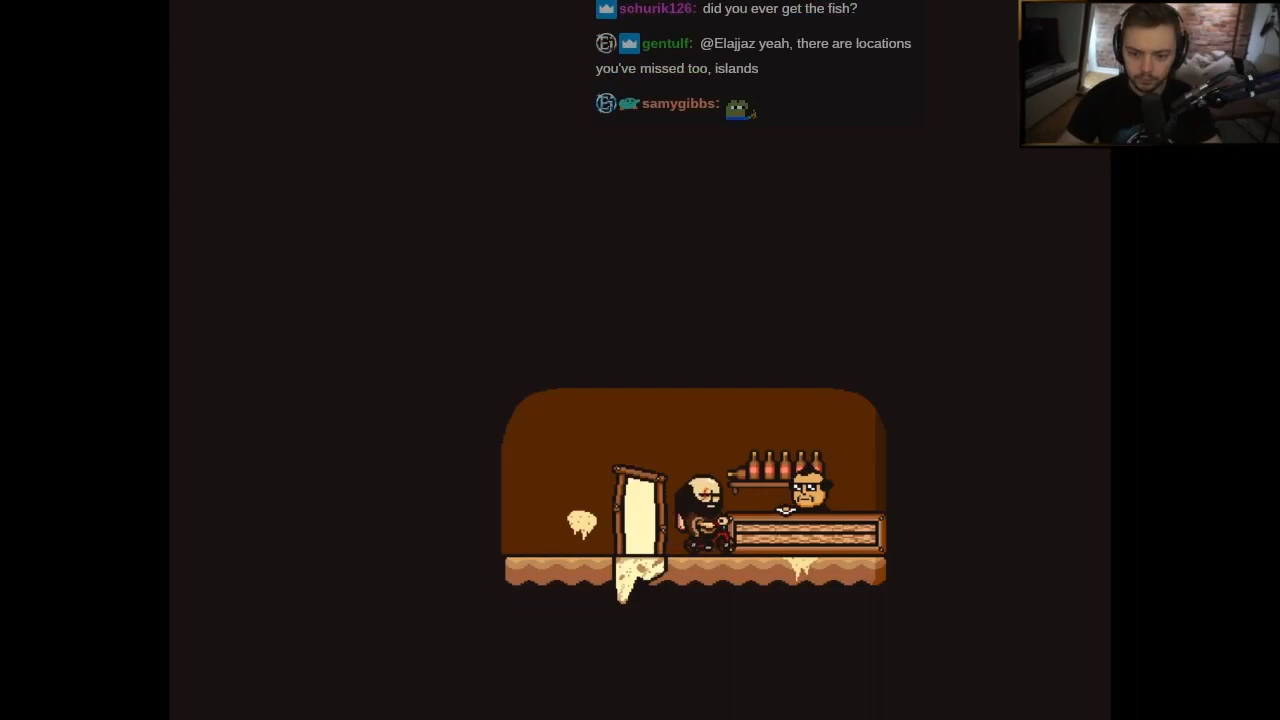 schurik126: did you ever get the fish?
gentulf: @Elajjaz yeah, there are locations
you've missed too, islands
samygibbs: